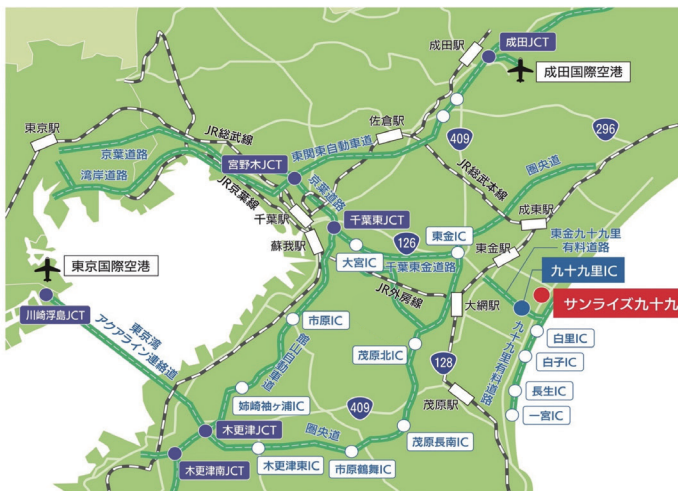 成田駅
成田JCT
成田国際空港
東京駅
JR総武線
佐倉駅
409
296
京葉道路
東関東自動車道
宮野木JCT
湾岸道路
JR京葉線
京葉道路
JR総武本線
圏央道
千葉駅
千葉東JCT
成東駅
蘇我駅
126
東金IC
東金駅
東金九十九里
有料道路
大宮IC
千葉東金道路
東京国際空港
九十九里IC
JR外房線
大網駅
川崎浮島JCT
サンライズ九十九
東京湾
アクアライン連絡道
市原IC
館山自動車道
茂原北IC
九十九里有料道路
白里IC
128
白子IC
姉崎袖ヶ浦IC
409
茂原駅
長生IC
木更津JCT
圏央道
茂原長南IC
一宮IC
木更津南JCT
木更津東IC
市原鶴舞IC